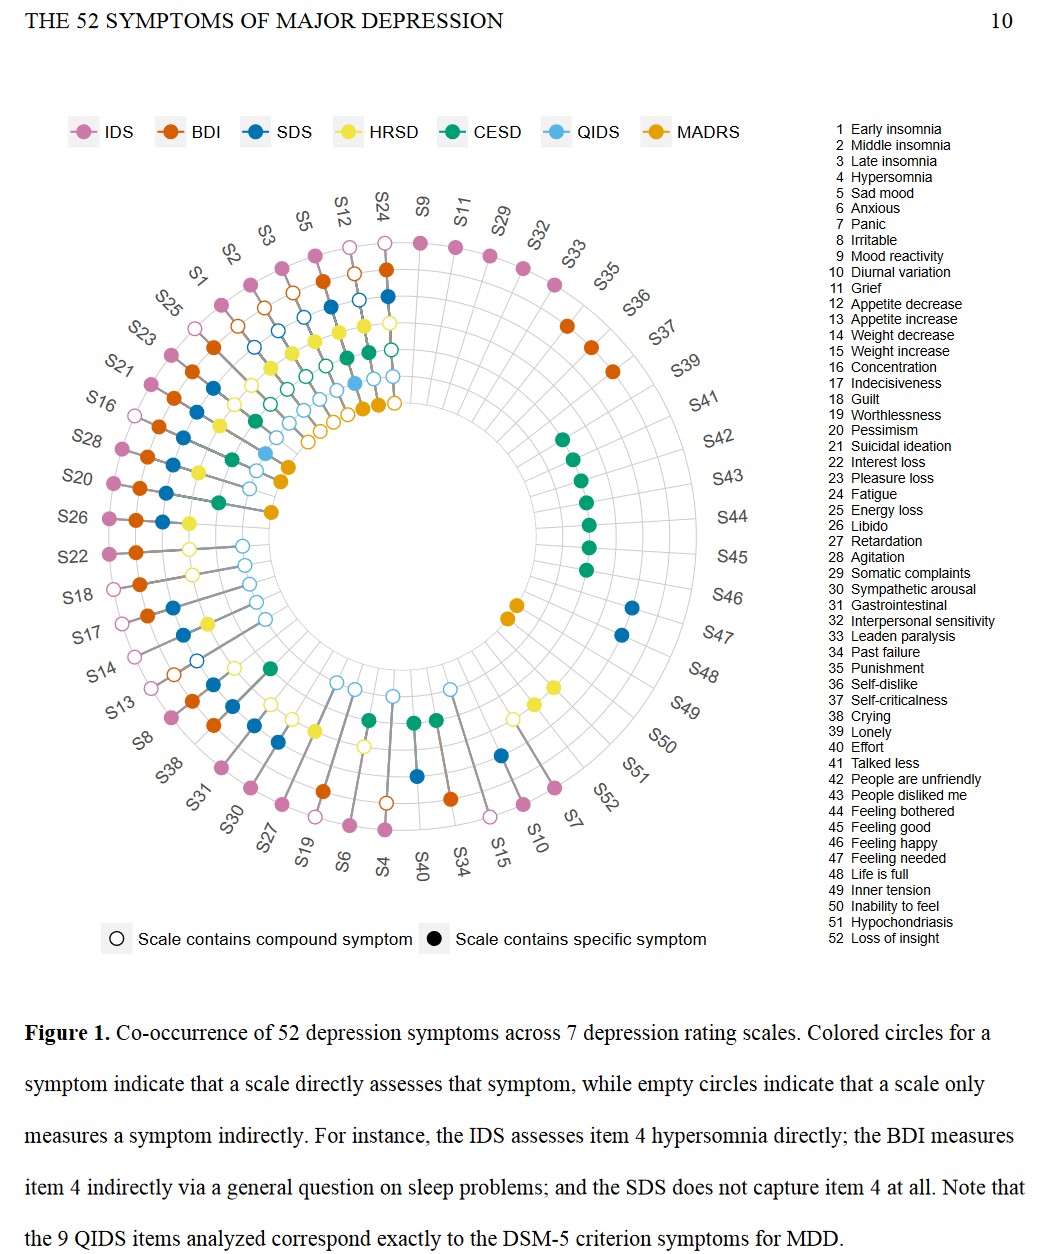 THE 52 SYMPTOMS OF MAJOR DEPRESSION 10
IDS BDI SDS HRSD CESD QIDS MADRS
S24
S9
S11
S29
S32
S33
S35
S36
S37
S39
S41
S42
S43
S44
S45
S46
S47
S48
S49
S50
S51
S52
S7
S10
S15
S34
S40
S4
S6
S19
S27
S30
S31
S38
S8
S13
S14
S17
S18
S22
S26
S20
S28
S16
S21
S23
S25
S1
S2
S3
S5
S12
1 Early insomnia
2 Middle insomnia
3 Late insomnia
4 Hypersomnia
5 Sad mood
6 Anxious
7 Panic
8 Irritable
9 Mood reactivity
10 Diurnal variation
11 Grief
12 Appetite decrease
13 Appetite increase
14 Weight decrease
15 Weight increase
16 Concentration
17 Indecisiveness
18 Guilt
19 Worthlessness
20 Pessimism
21 Suicidal ideation
22 Interest loss
23 Pleasure loss
24 Fatigue
25 Energy loss
26 Libido
27 Retardation
28 Agitation
29 Somatic complaints
30 Sympathetic arousal
31 Gastrointestinal
32 Interpersonal sensitivity
33 Leaden paralysis
34 Past failure
35 Punishment
36 Self-dislike
37 Self-criticalness
38 Crying
39 Lonely
40 Effort
41 Talked less
42 People are unfriendly
43 People disliked me
44 Feeling bothered
45 Feeling good
46 Feeling happy
47 Feeling needed
48 Life is full
49 Inner tension
50 Inability to feel
51 Hypochondriasis
52 Loss of insight
Scale contains compound symptom Scale contains specific symptom
Figure 1. Co-occurrence of 52 depression symptoms across 7 depression rating scales. Colored circles for a
symptom indicate that a scale directly assesses that symptom, while empty circles indicate that a scale only
measures a symptom indirectly. For instance, the IDS assesses item 4 hypersomnia directly; the BDI measures
item 4 indirectly via a general question on sleep problems; and the SDS does not capture item 4 at all. Note that
the 9 QIDS items analyzed correspond exactly to the DSM-5 criterion symptoms for MDD.